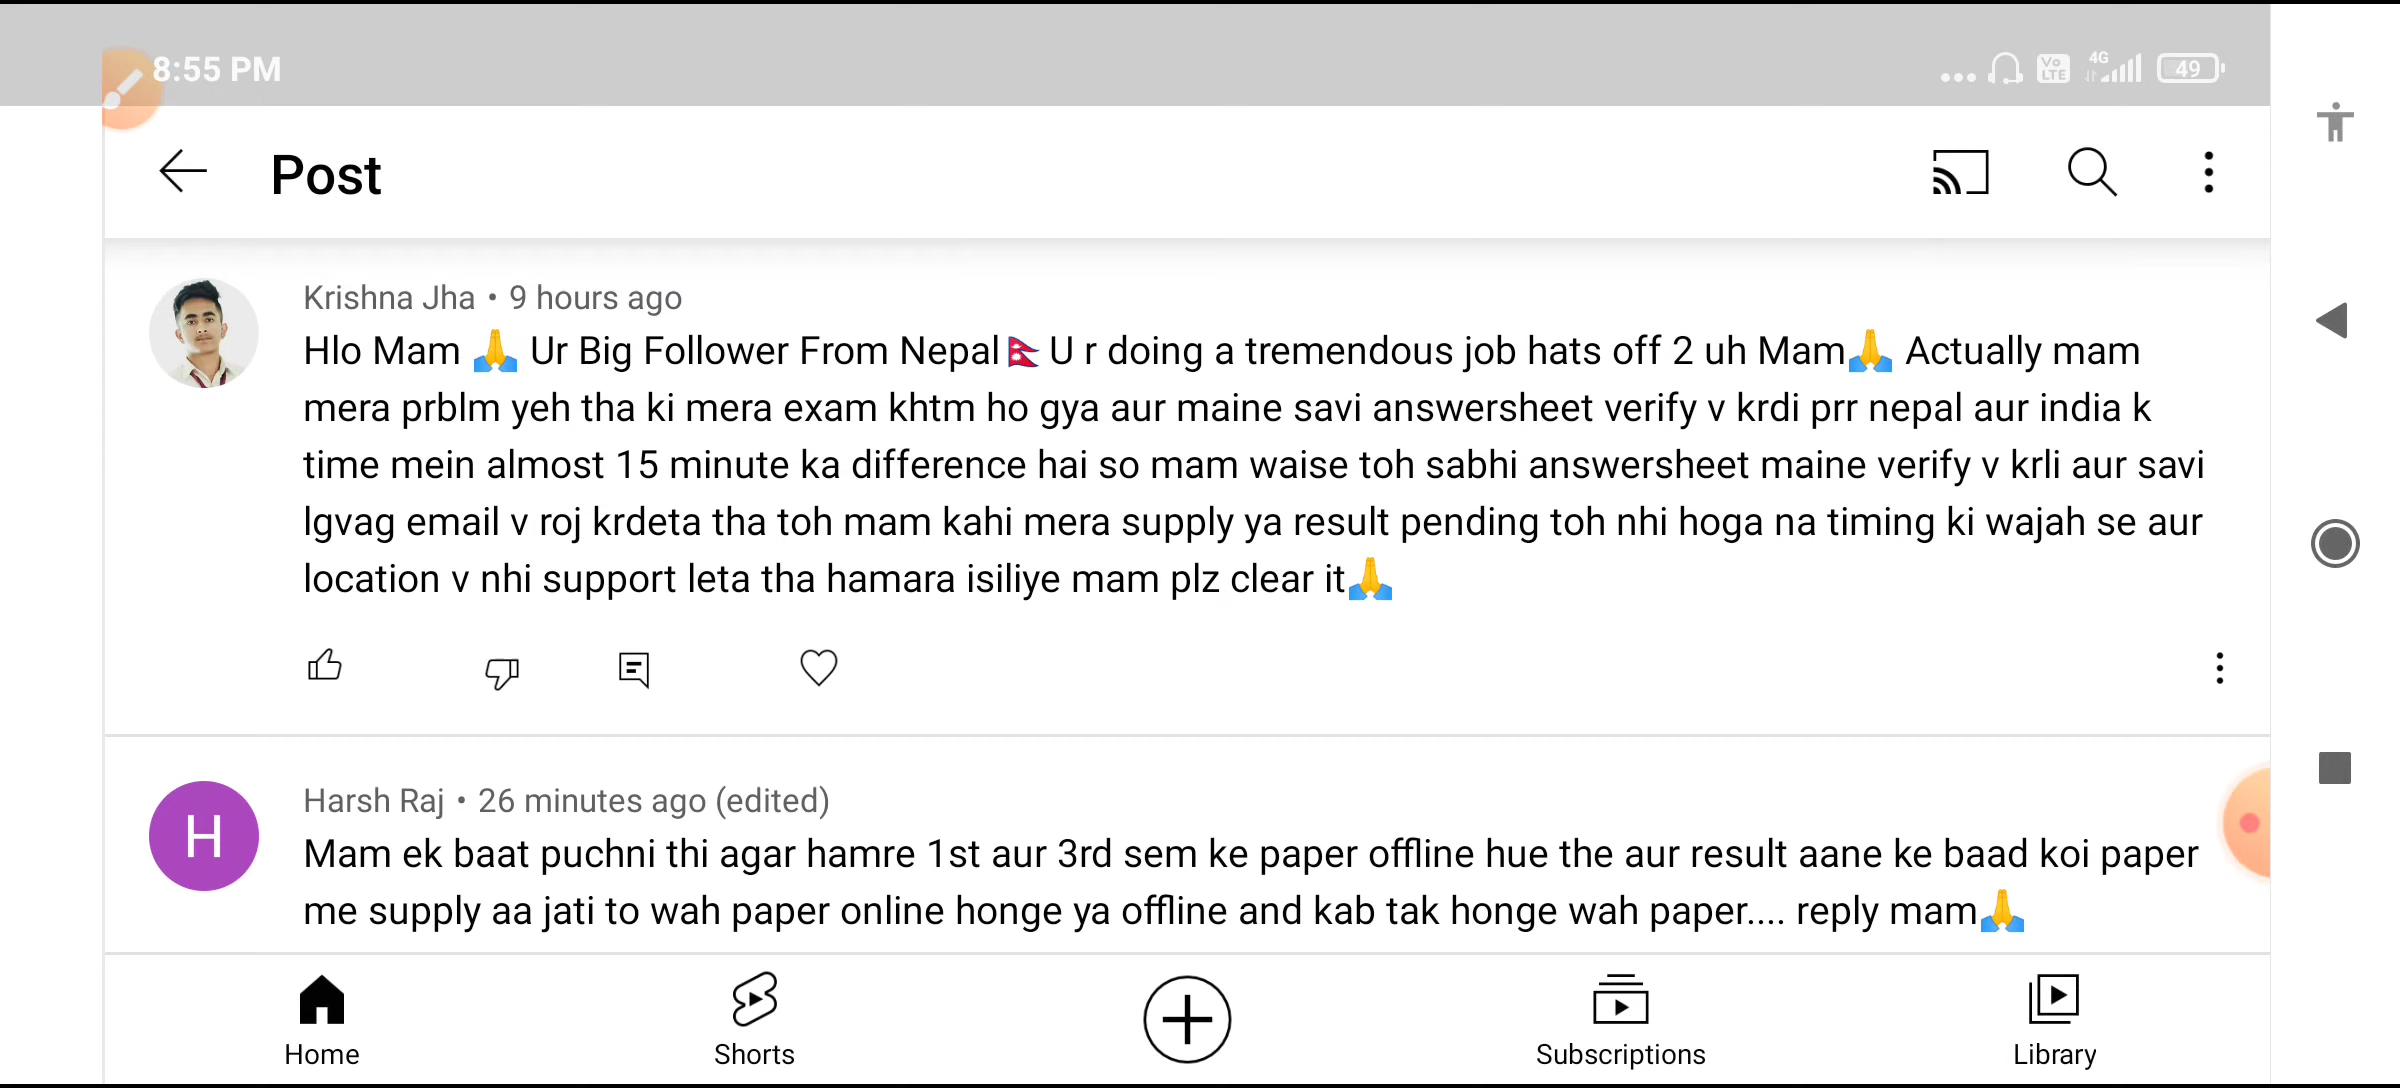 8:55 PM
Vo LTE 4G 49
Post
Krishna Jha • 9 hours ago
Hlo Mam 🙏 Ur Big Follower From Nepal🇳🇵 U r doing a tremendous job hats off 2 uh Mam🙏 Actually mam
mera prblm yeh tha ki mera exam khtm ho gya aur maine savi answersheet verify v krdi prr nepal aur india k
time mein almost 15 minute ka difference hai so mam waise toh sabhi answersheet maine verify v krli aur savi
lgvag email v roj krdeta tha toh mam kahi mera supply ya result pending toh nhi hoga na timing ki wajah se aur
location v nhi support leta tha hamara isiliye mam plz clear it🙏
H
Harsh Raj • 26 minutes ago (edited)
Mam ek baat puchni thi agar hamre 1st aur 3rd sem ke paper offline hue the aur result aane ke baad koi paper
me supply aa jati to wah paper online honge ya offline and kab tak honge wah paper.... reply mam🙏
Home Shorts Subscriptions Library